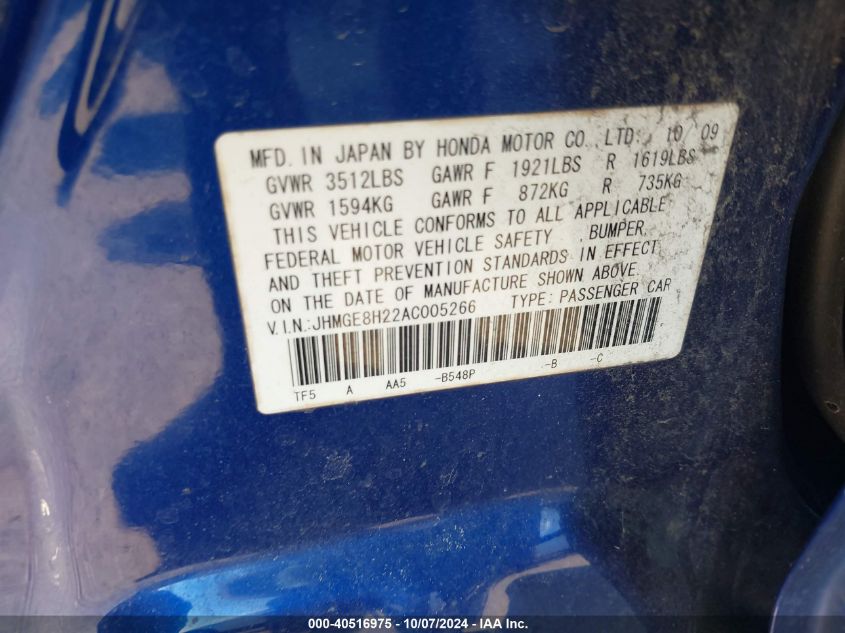 MFD. IN JAPAN BY HONDA MOTOR CO., LTD. 10/09
GVWR 3512LBS GAWR F 1921LBS R 1619LBS
GVWR 1594KG GAWR F 872KG R 735KG
THIS VEHICLE CONFORMS TO ALL APPLICABLE
FEDERAL MOTOR VEHICLE SAFETY, BUMPER,
AND THEFT PREVENTION STANDARDS IN EFFECT
ON THE DATE OF MANUFACTURE SHOWN ABOVE.
V.I.N.:JHMGE8H22AC005266 TYPE: PASSENGER CAR
TF5 A AA5 -B548P -B -C
000-40516975 - 10/07/2024 - IAA Inc.